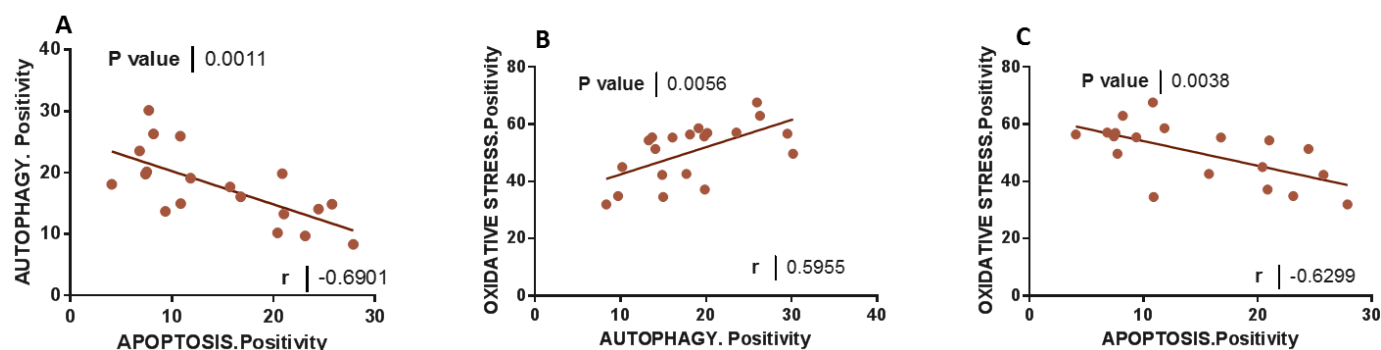 A
P value | 0.0011
AUTOPHAGY. Positivity
40
30
20
10
0
r | -0.6901
0 10 20 30
APOPTOSIS.Positivity
B
P value | 0.0056
OXIDATIVE STRESS.Positivity
80
60
40
20
0
r | 0.5955
0 10 20 30 40
AUTOPHAGY. Positivity
C
P value | 0.0038
OXIDATIVE STRESS.Positivity
80
60
40
20
0
r | -0.6299
0 10 20 30
APOPTOSIS.Positivity